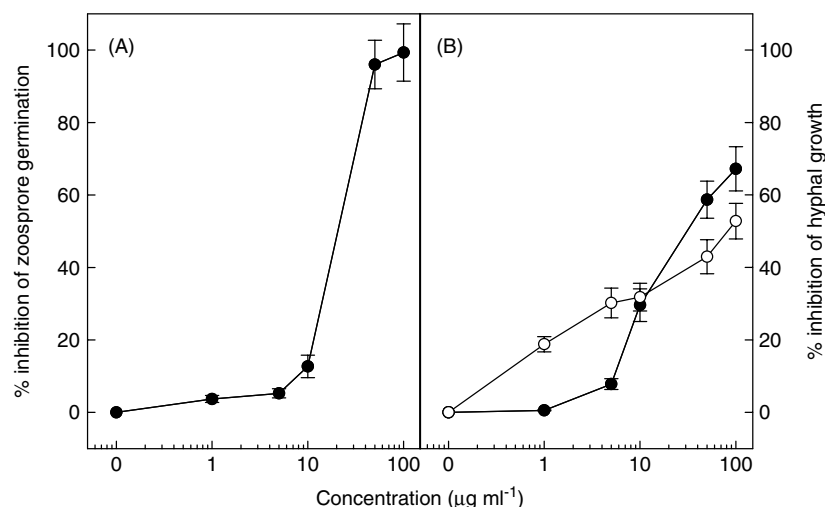 (A)
(B)
% inhibition of zoosprore germination
100
80
60
40
20
0
0 1 10 100
0 1 10 100
100
80
60
40
20
0
% inhibition of hyphal growth
Concentration (μg ml⁻¹)